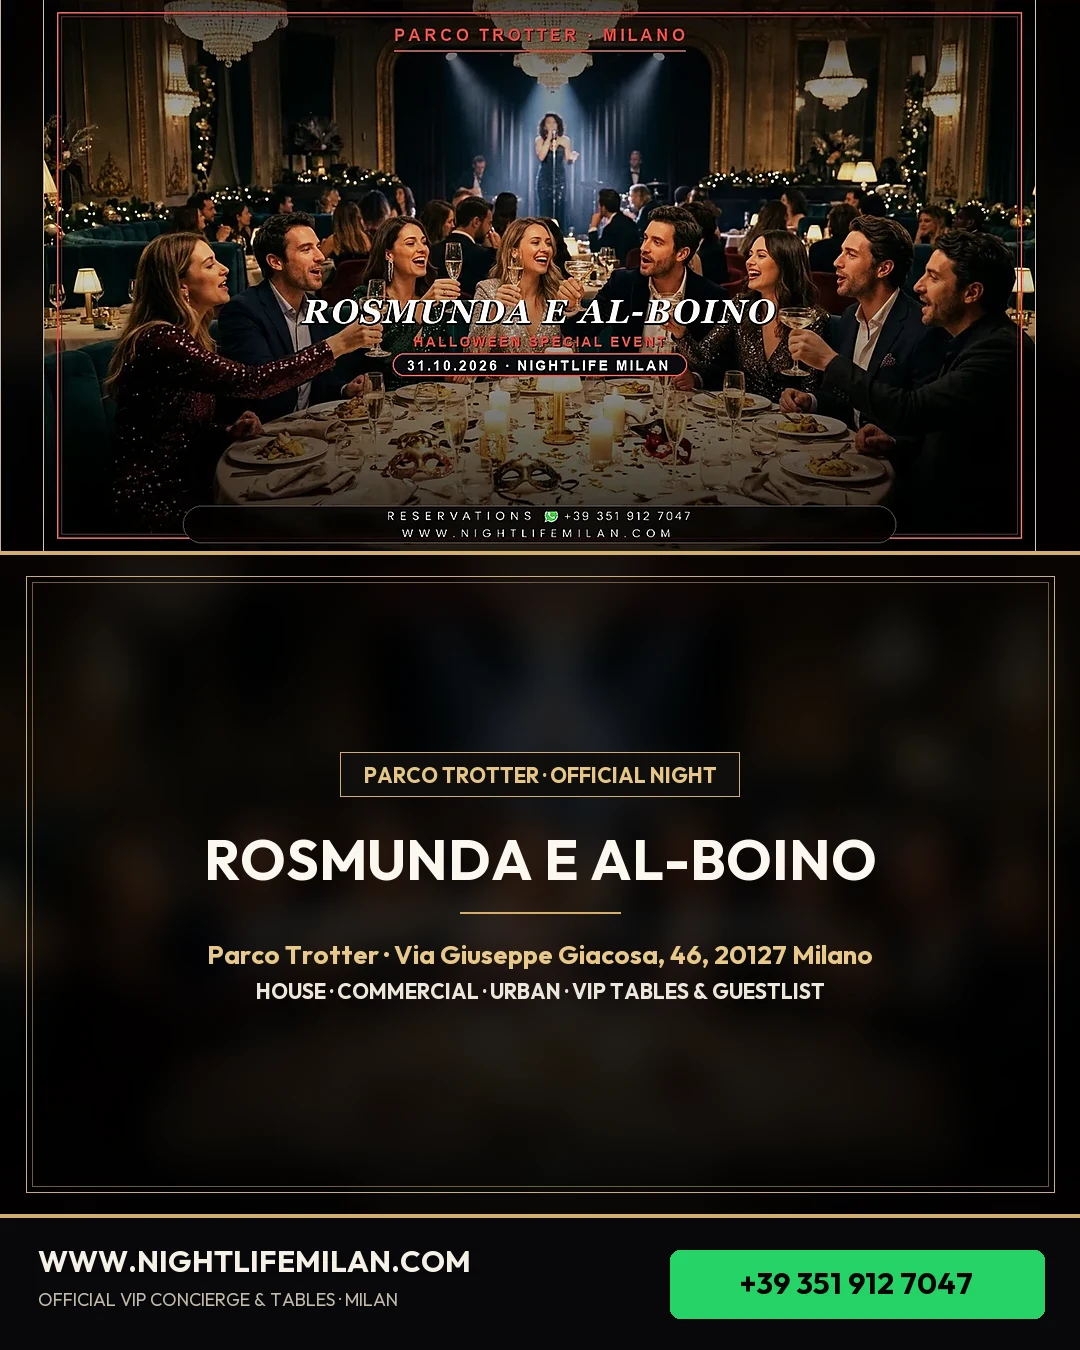 PARCO TROTTER · MILANO
ROSMUNDA E AL-BOINO
HALLOWEEN SPECIAL EVENT
31.10.2026 · NIGHTLIFE MILAN
RESERVATIONS +39 351 912 7047
WWW.NIGHTLIFEMILAN.COM
PARCO TROTTER · OFFICIAL NIGHT
ROSMUNDA E AL-BOINO
Parco Trotter · Via Giuseppe Giacosa, 46, 20127 Milano
HOUSE · COMMERCIAL · URBAN · VIP TABLES & GUESTLIST
WWW.NIGHTLIFEMILAN.COM
OFFICIAL VIP CONCIERGE & TABLES · MILAN
+39 351 912 7047